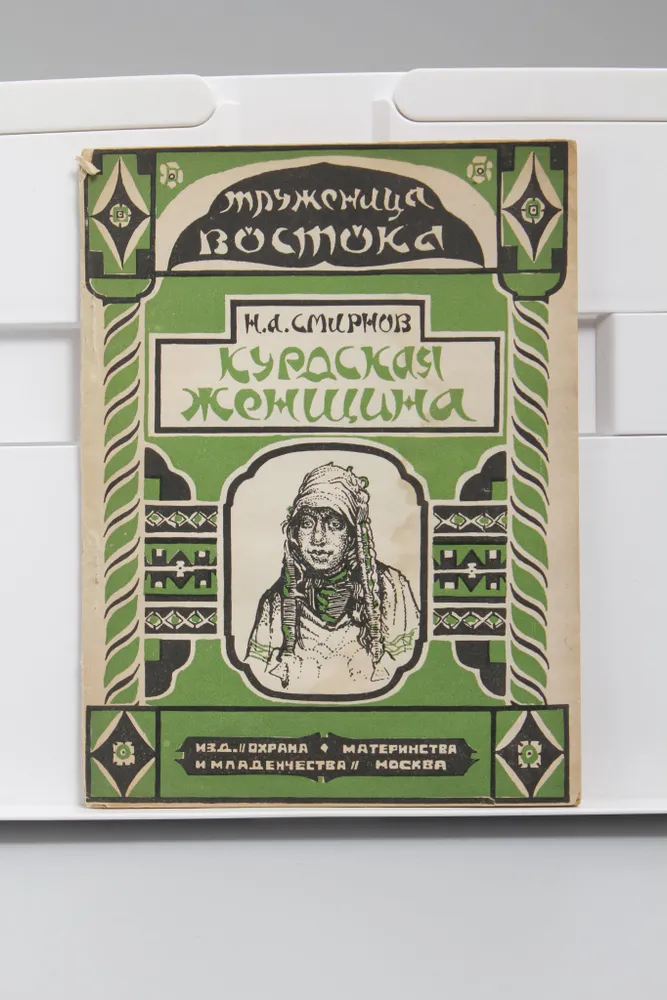 ТРУЖЕНИЦА
ВОСТОКА
Н.А.СМИРНОВ
КУРДСКАЯ
ЖЕНЩИНА
ИЗД.//ОХРАНА МАТЕРИНСТВА
И МЛАДЕНЧЕСТВА// МОСКВА